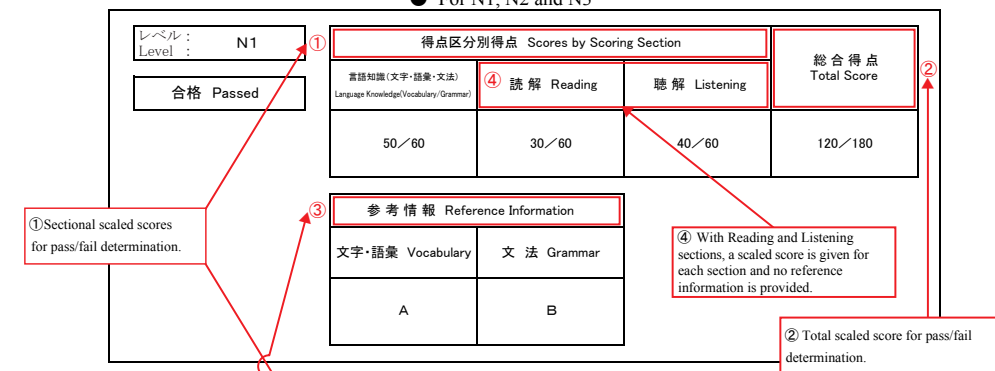 ● For N1, N2 and N3
レベル :
Level :
N1
合格 Passed
①
得点区分別得点 Scores by Scoring Section
総合得点
Total Score
②
言語知識(文字・語彙・文法)
Language Knowledge(Vocabulary/Grammar)
④ 読解 Reading
聴解 Listening
50／60
30／60
40／60
120／180
①Sectional scaled scores
for pass/fail determination.
③
参考情報 Reference Information
文字・語彙 Vocabulary
文法 Grammar
A
B
④ With Reading and Listening
sections, a scaled score is given for
each section and no reference
information is provided.
② Total scaled score for pass/fail
determination.